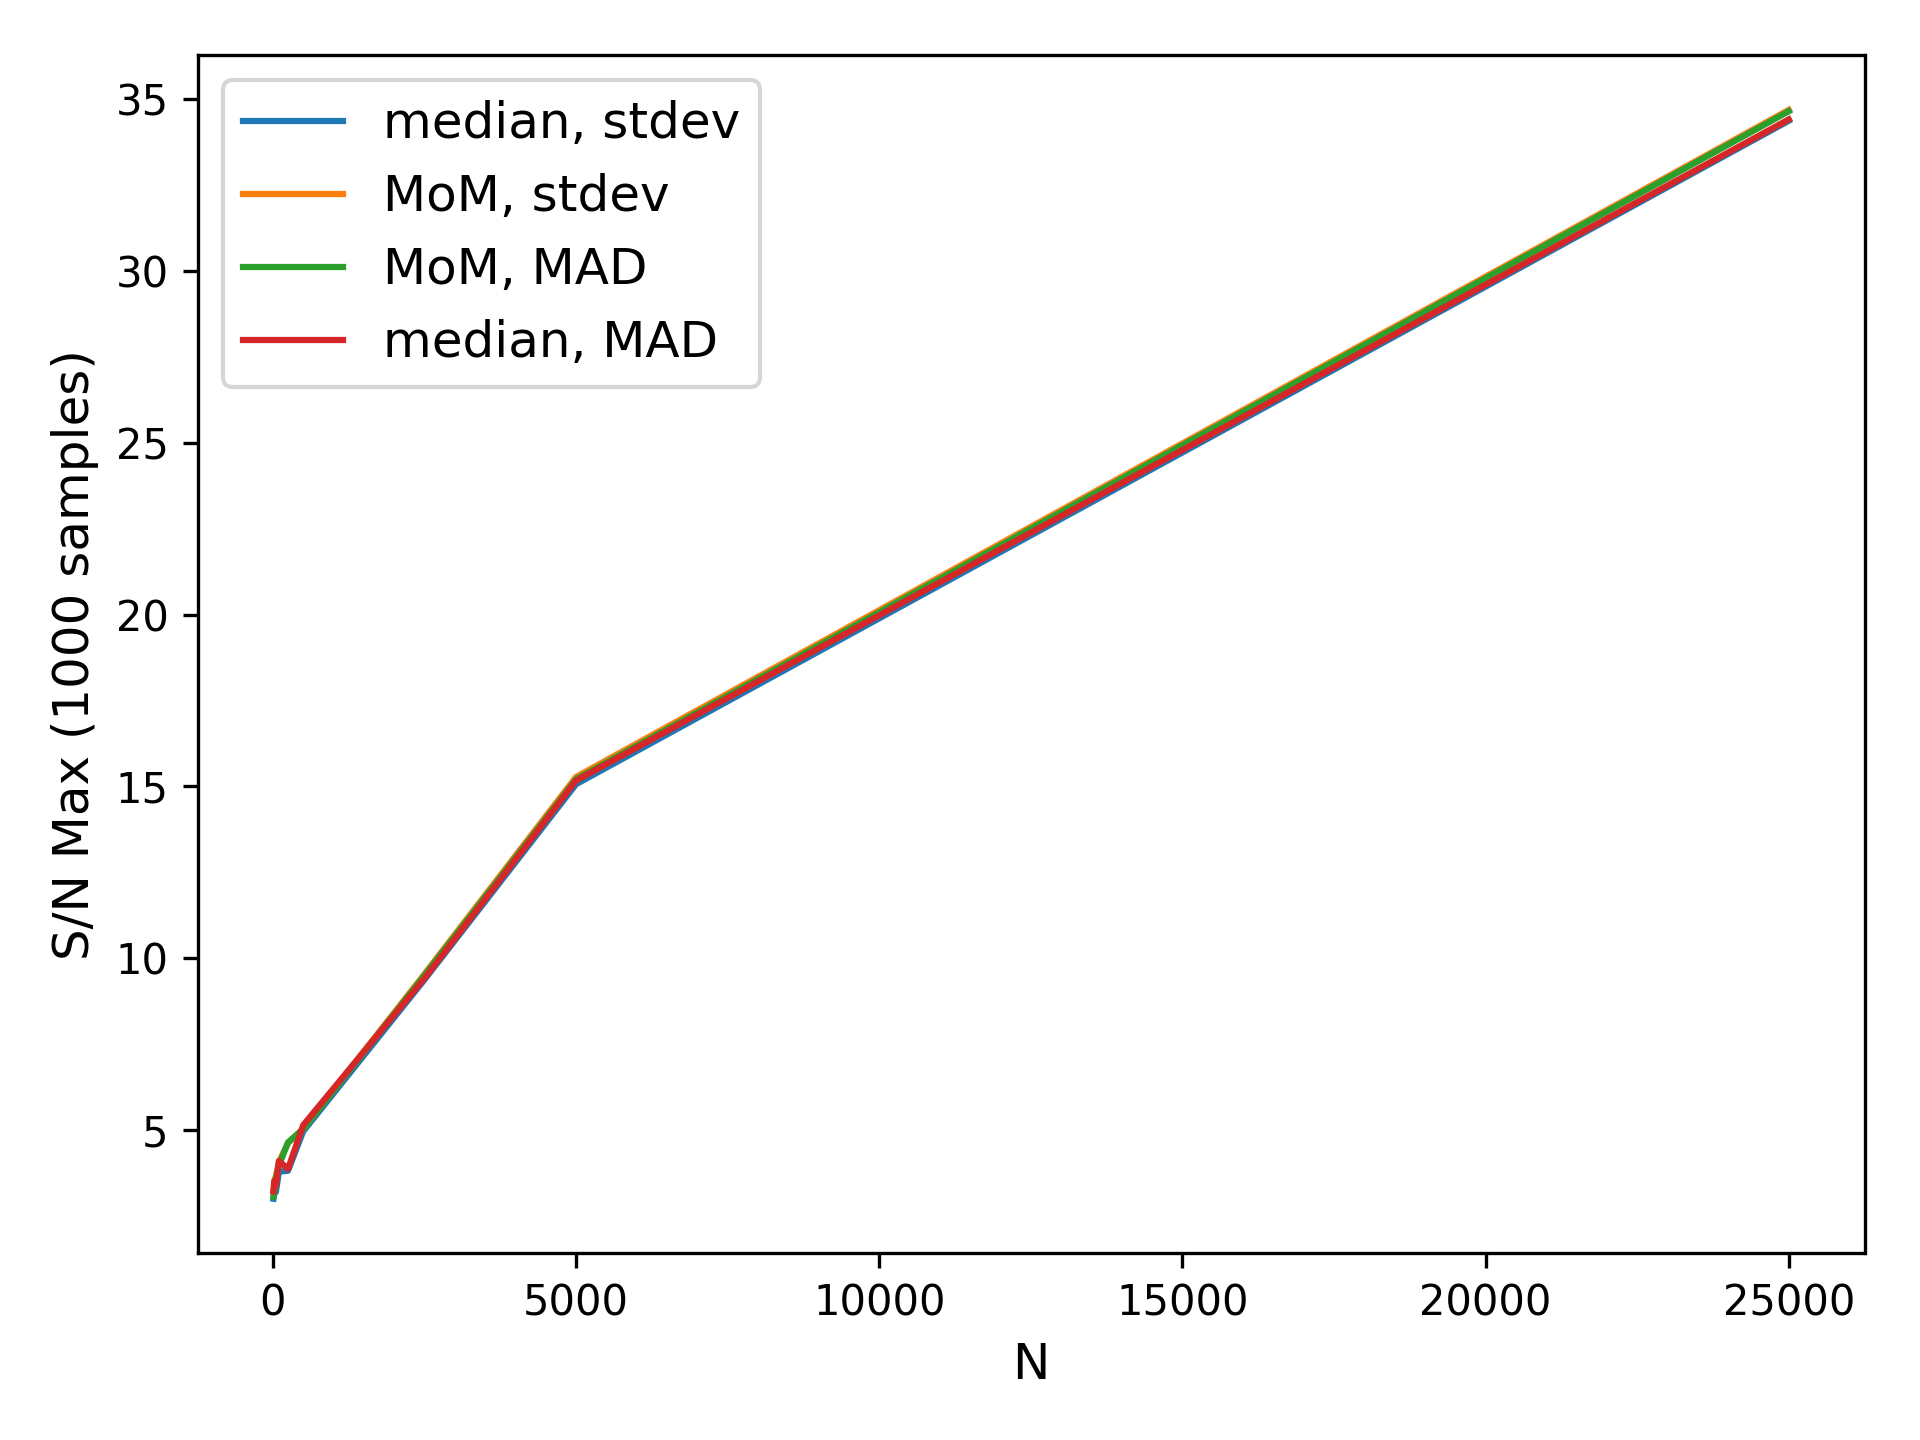 median, stdev
MoM, stdev
MoM, MAD
median, MAD
S/N Max (1000 samples)
35
30
25
20
15
10
5
0 5000 10000 15000 20000 25000
N